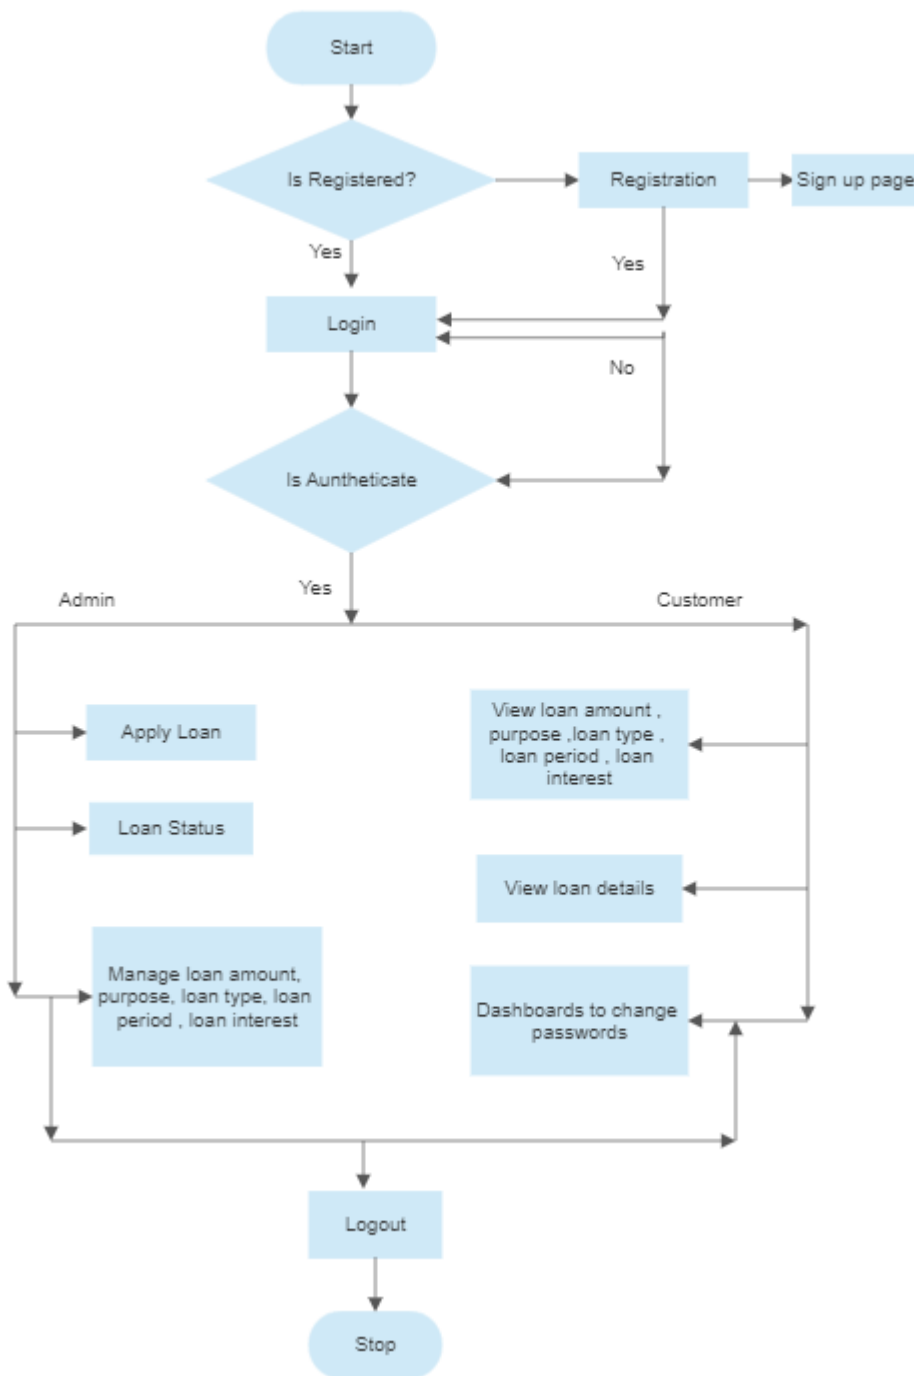 Start
Is Registered?
Registration
Sign up page
Yes
Yes
Login
No
Is Auntheticate
Yes
Admin
Customer
Apply Loan
View loan amount ,
purpose ,loan type ,
loan period , loan
interest
Loan Status
View loan details
Manage loan amount,
purpose, loan type, loan
period , loan interest
Dashboards to change
passwords
Logout
Stop